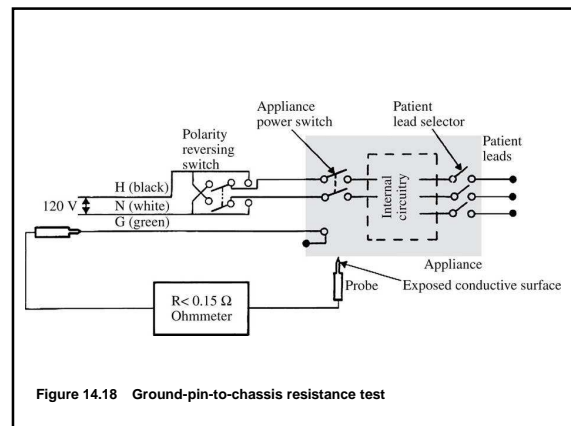 Appliance
power switch
Patient
lead selector
Polarity
reversing
switch
Patient
leads
H (black)
120 V
N (white)
G (green)
Internal
circuitry
Appliance
Probe
Exposed conductive surface
R< 0.15 Ω
Ohmmeter
Figure 14.18 Ground-pin-to-chassis resistance test